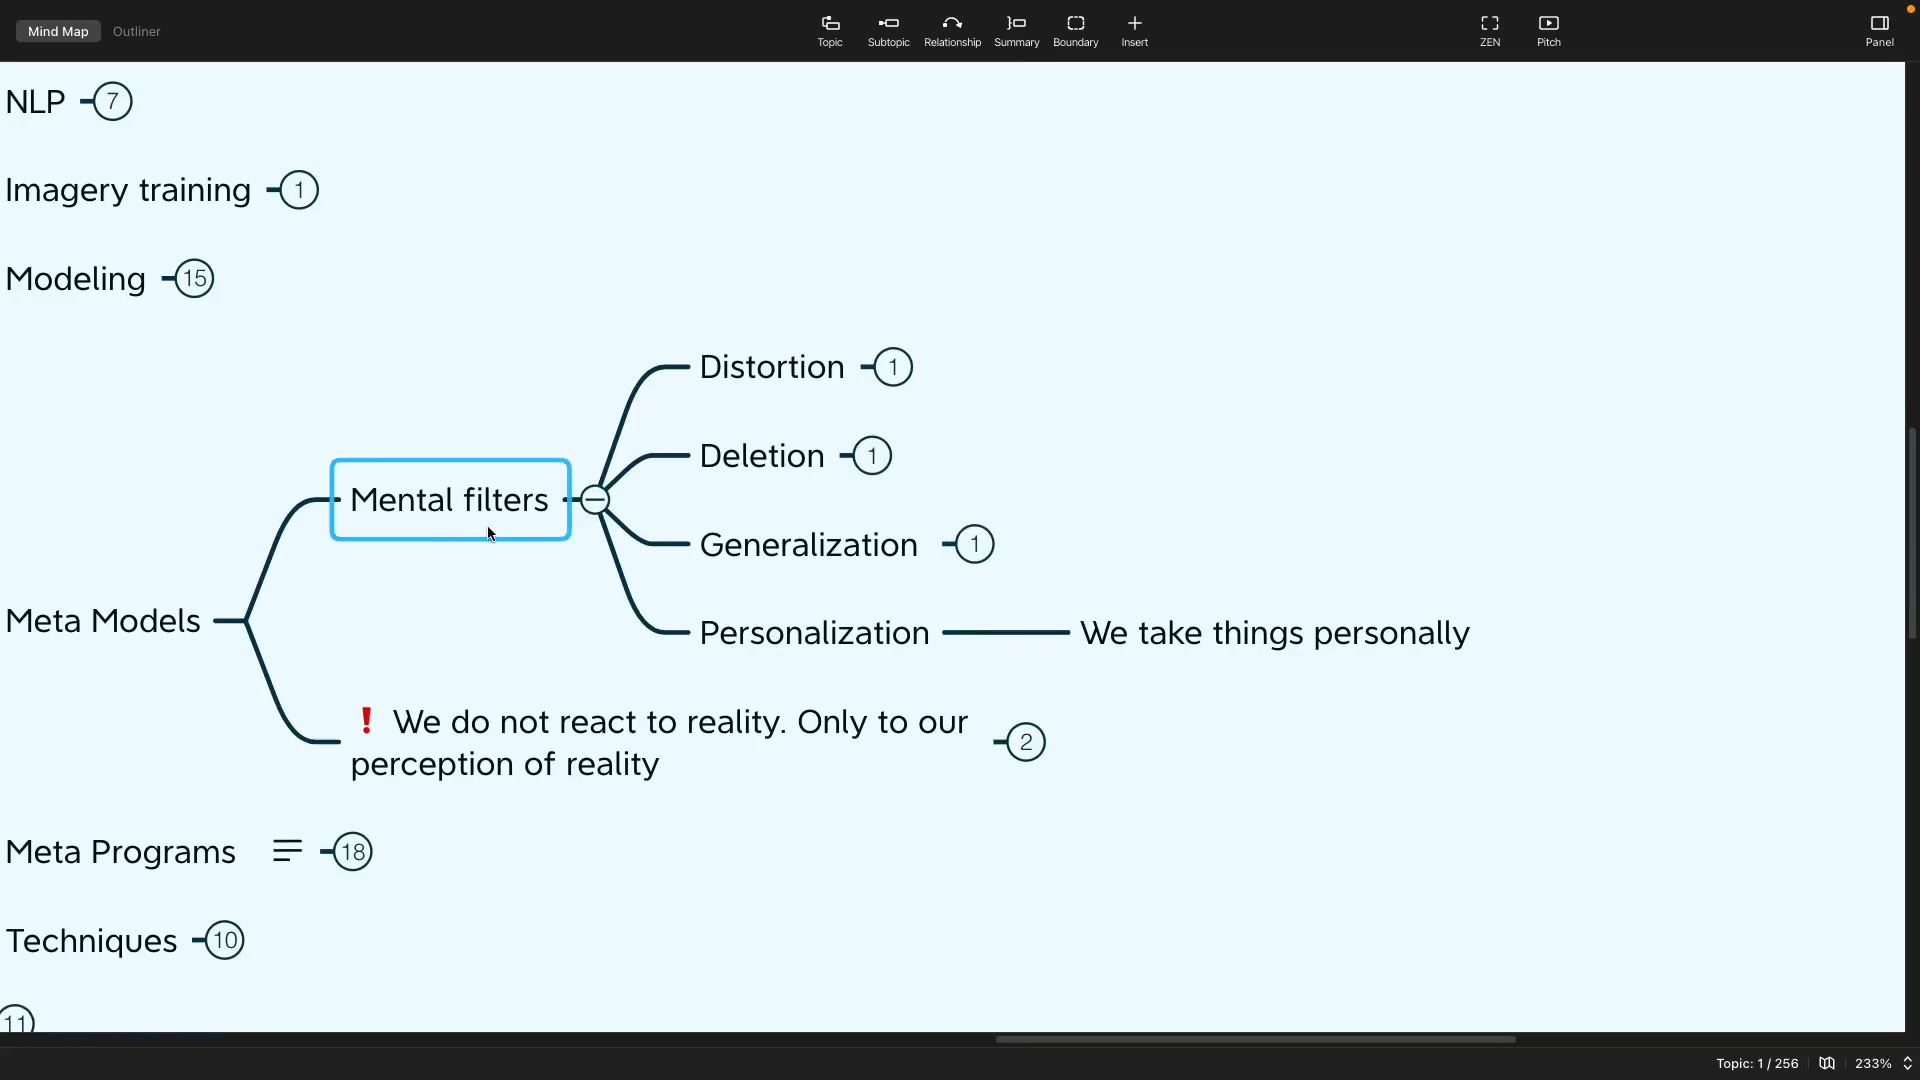 Mind Map Outliner
Topic Subtopic Relationship Summary Boundary Insert ZEN Pitch Panel
NLP 7
Imagery training 1
Modeling 15
Distortion 1
Deletion 1
Mental filters
Generalization 1
Meta Models
Personalization We take things personally
! We do not react to reality. Only to our
perception of reality
2
Meta Programs 18
Techniques 10
11
Topic: 1 / 256 233%